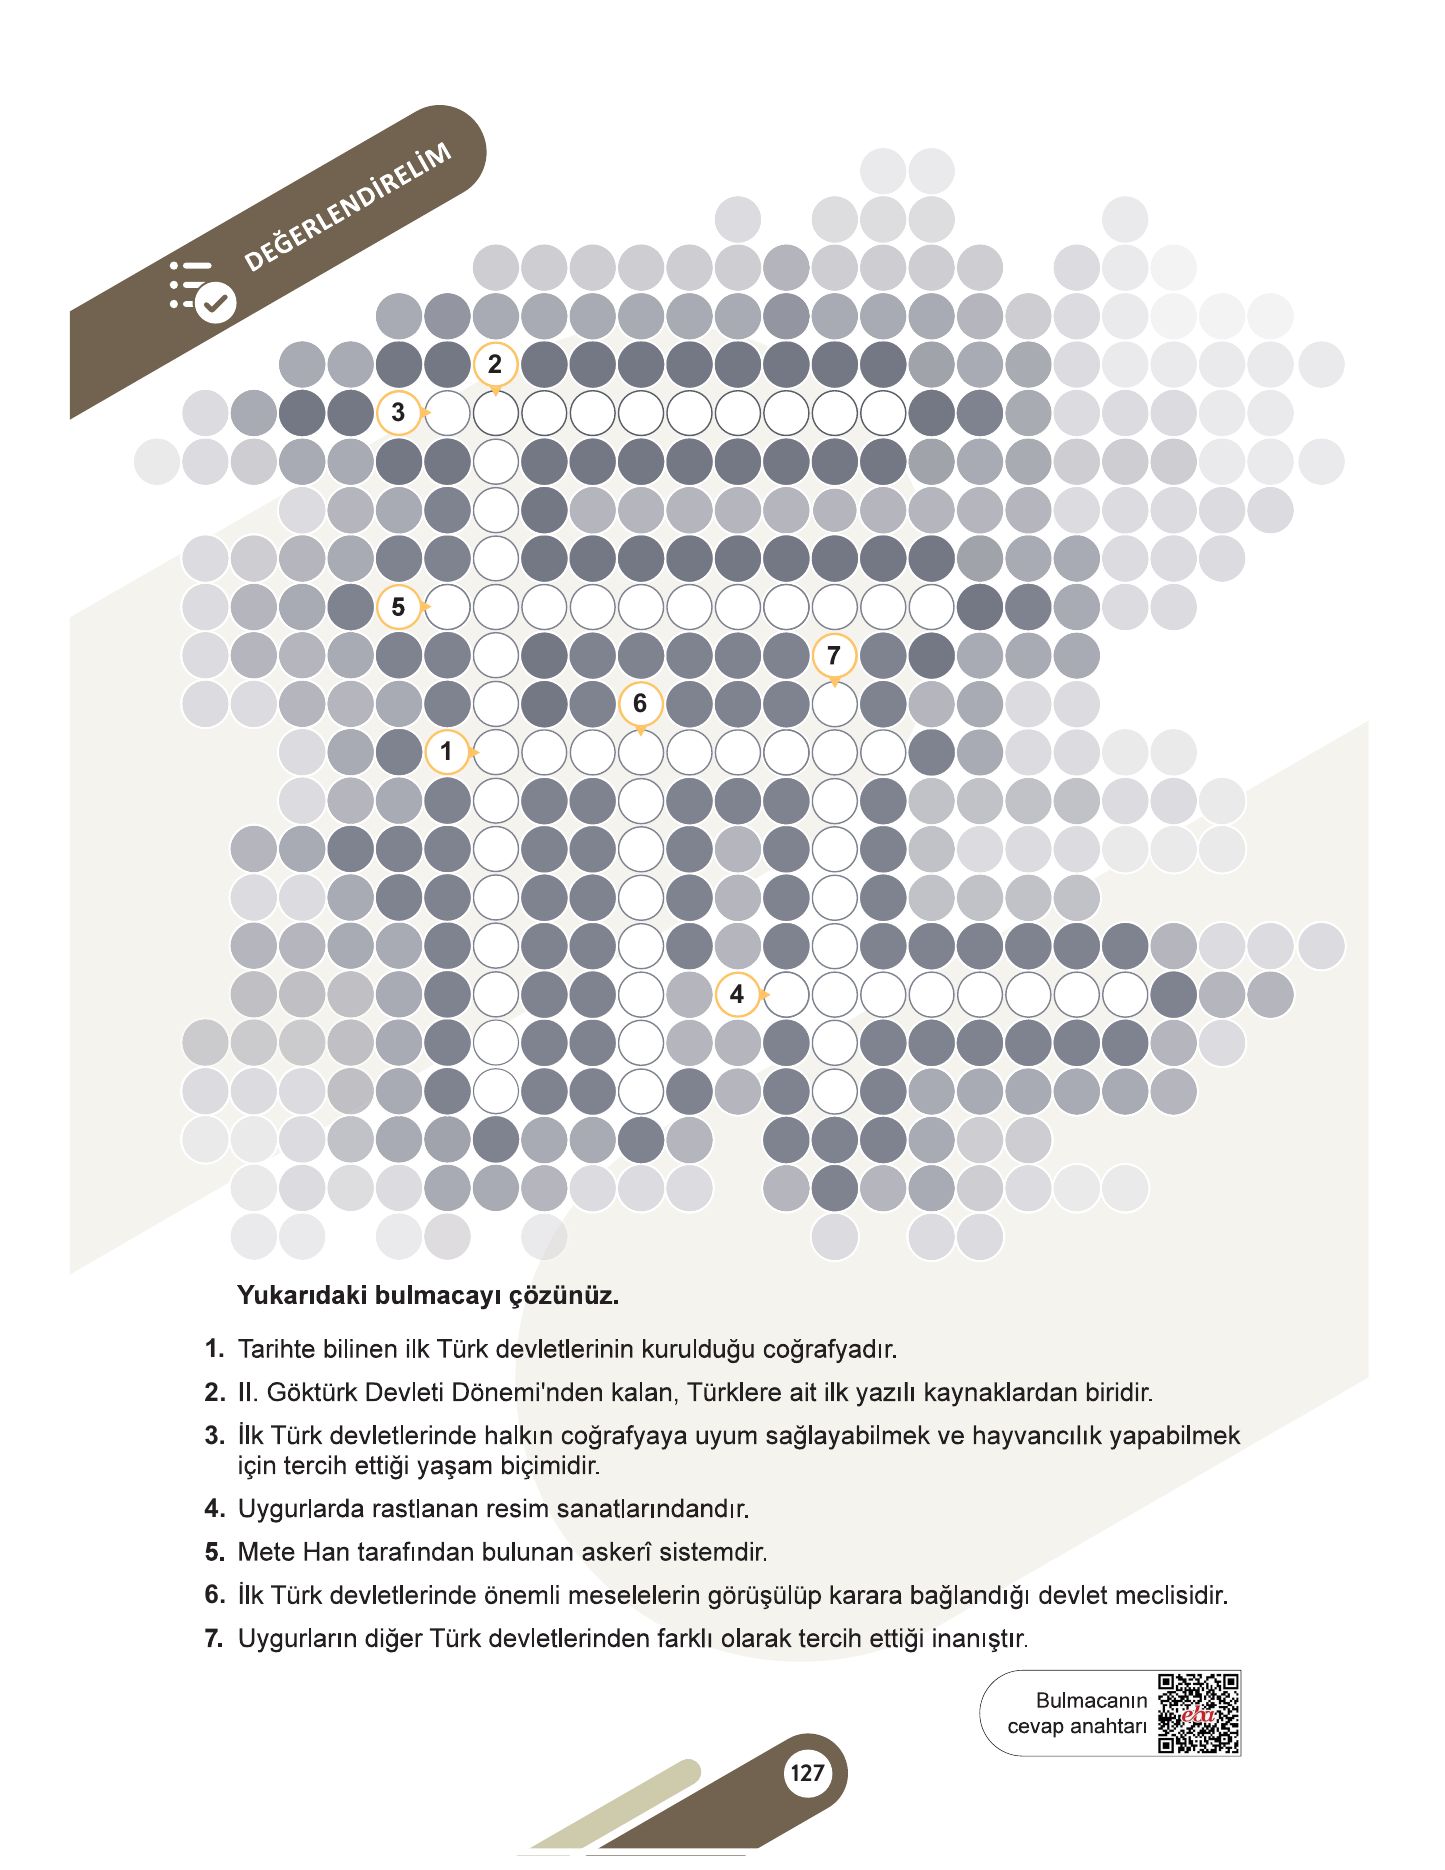 DEĞERLENDİRELİM
2
3
5
7
6
1
4
Yukarıdaki bulmacayı çözünüz.
1. Tarihte bilinen ilk Türk devletlerinin kurulduğu coğrafyadır.
2. II. Göktürk Devleti Dönemi'nden kalan, Türklere ait ilk yazılı kaynaklardan biridir.
3. İlk Türk devletlerinde halkın coğrafyaya uyum sağlayabilmek ve hayvancılık yapabilmek
için tercih ettiği yaşam biçimidir.
4. Uygurlarda rastlanan resim sanatlarındandır.
5. Mete Han tarafından bulunan askerî sistemdir.
6. İlk Türk devletlerinde önemli meselelerin görüşülüp karara bağlandığı devlet meclisidir.
7. Uygurların diğer Türk devletlerinden farklı olarak tercih ettiği inanıştır.
Bulmacanın
cevap anahtarı
eba
127